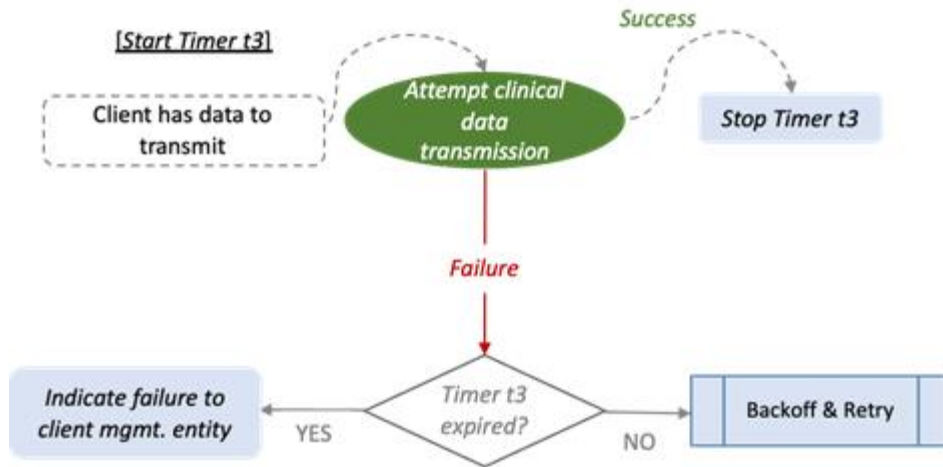 Success
[Start Timer t3]
Client has data to
transmit
Attempt clinical
data
transmission
Stop Timer t3
Failure
Indicate failure to
client mgmt. entity
YES
Timer t3
expired?
NO
Backoff & Retry